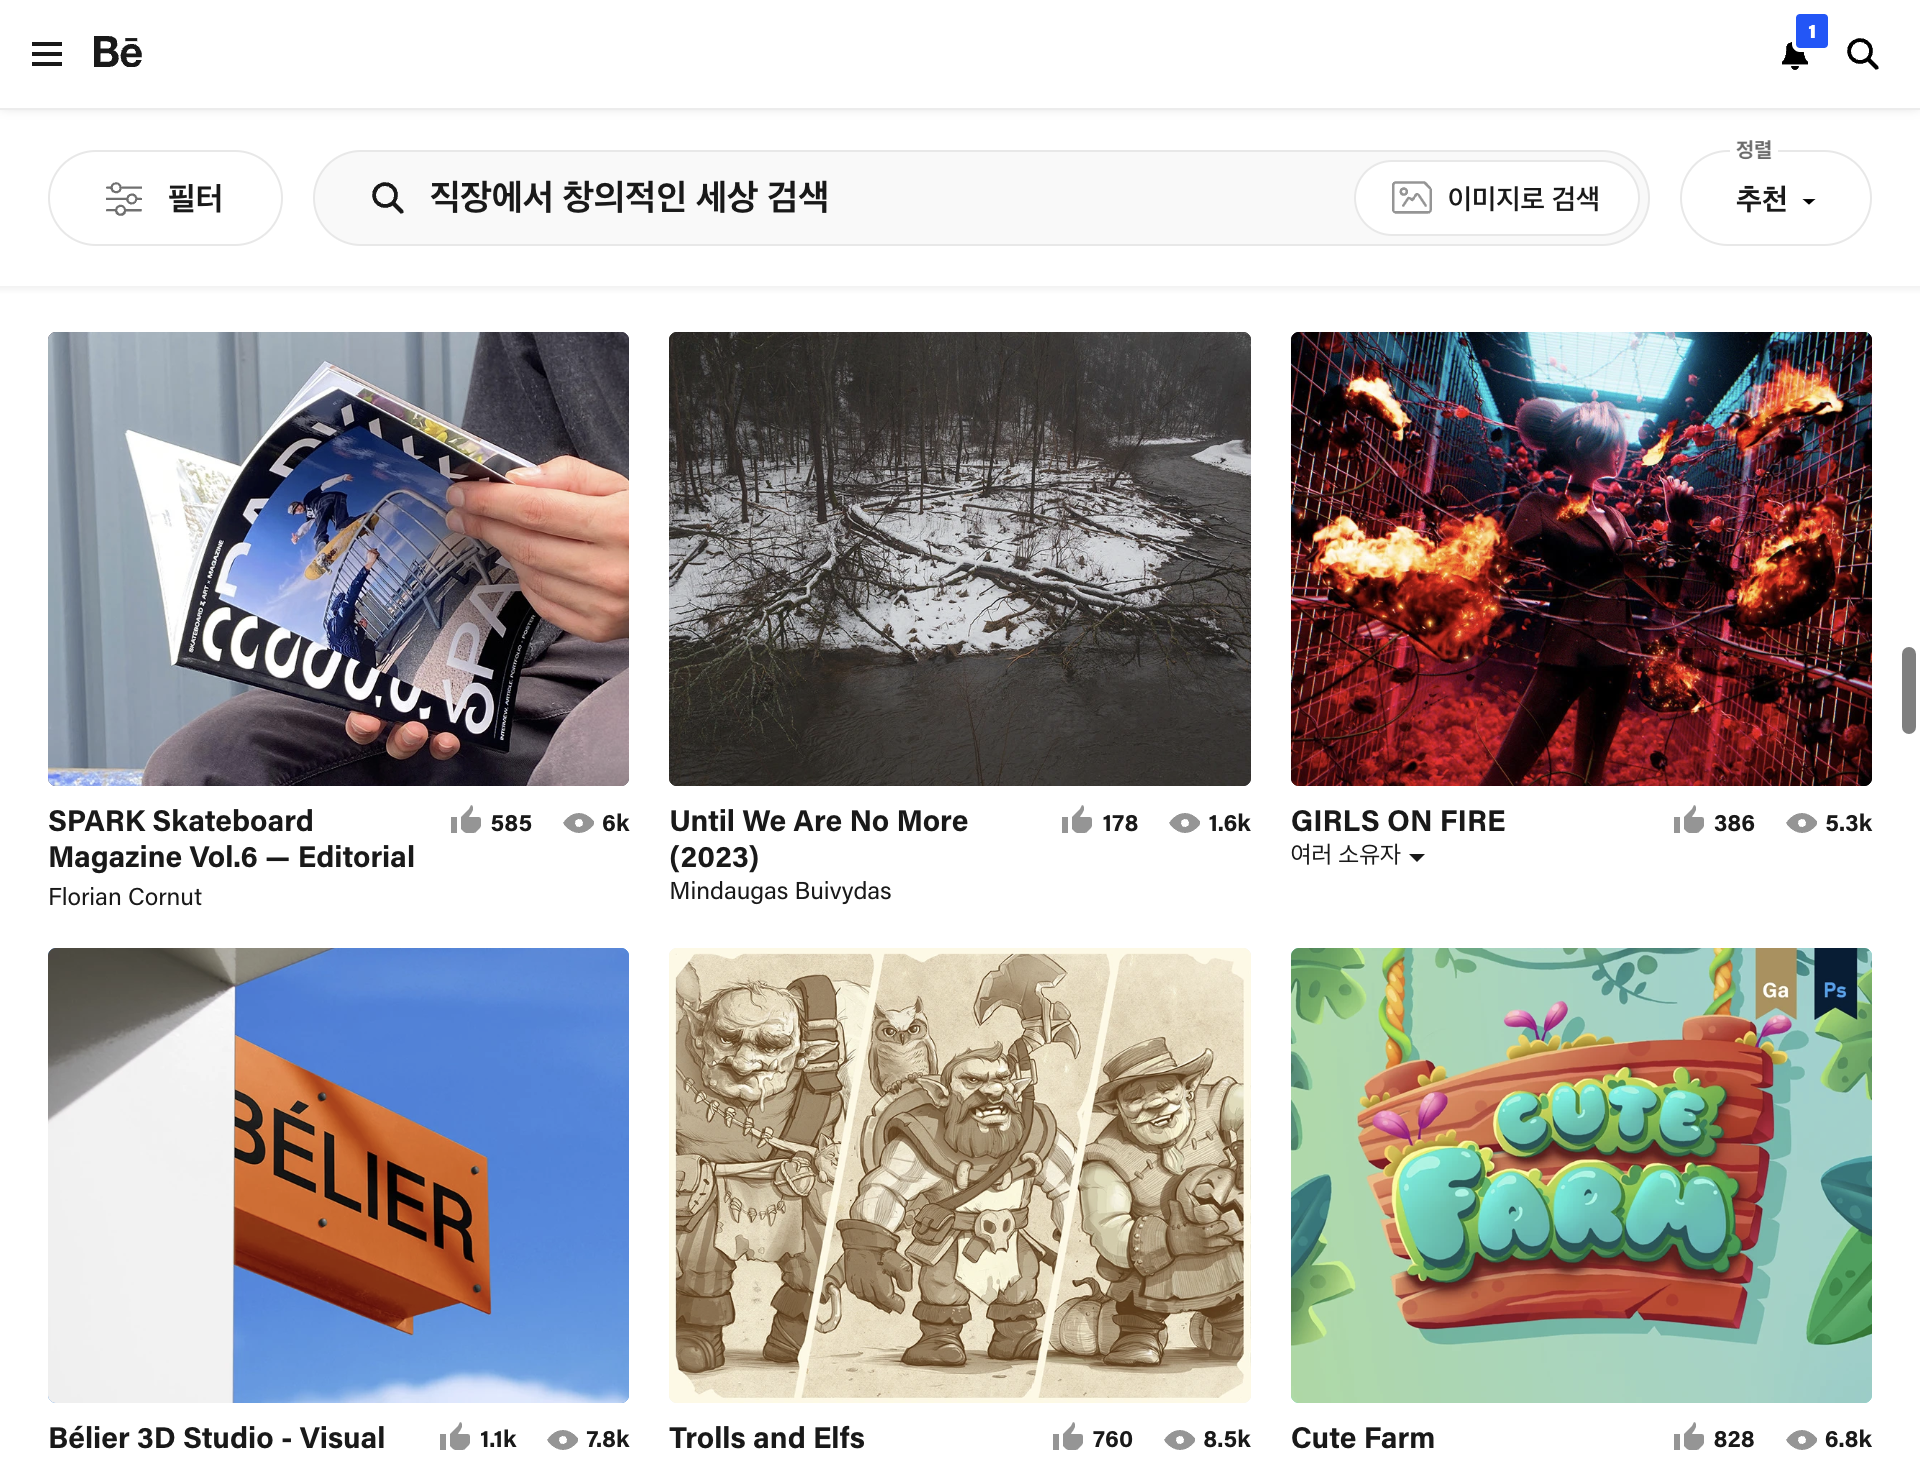 Bē
1
필터
직장에서 창의적인 세상 검색
이미지로 검색
정렬
추천
SKATEBOARD & ART - MAGAZINE
SPA
SPARK Skateboard
Magazine Vol.6 — Editorial
585
6k
Florian Cornut
Until We Are No More
(2023)
178
1.6k
Mindaugas Buivydas
GIRLS ON FIRE
386
5.3k
여러 소유자
BÉLIER
Ga
Ps
CUTE
FARM
Bélier 3D Studio - Visual
1.1k
7.8k
Trolls and Elfs
760
8.5k
Cute Farm
828
6.8k